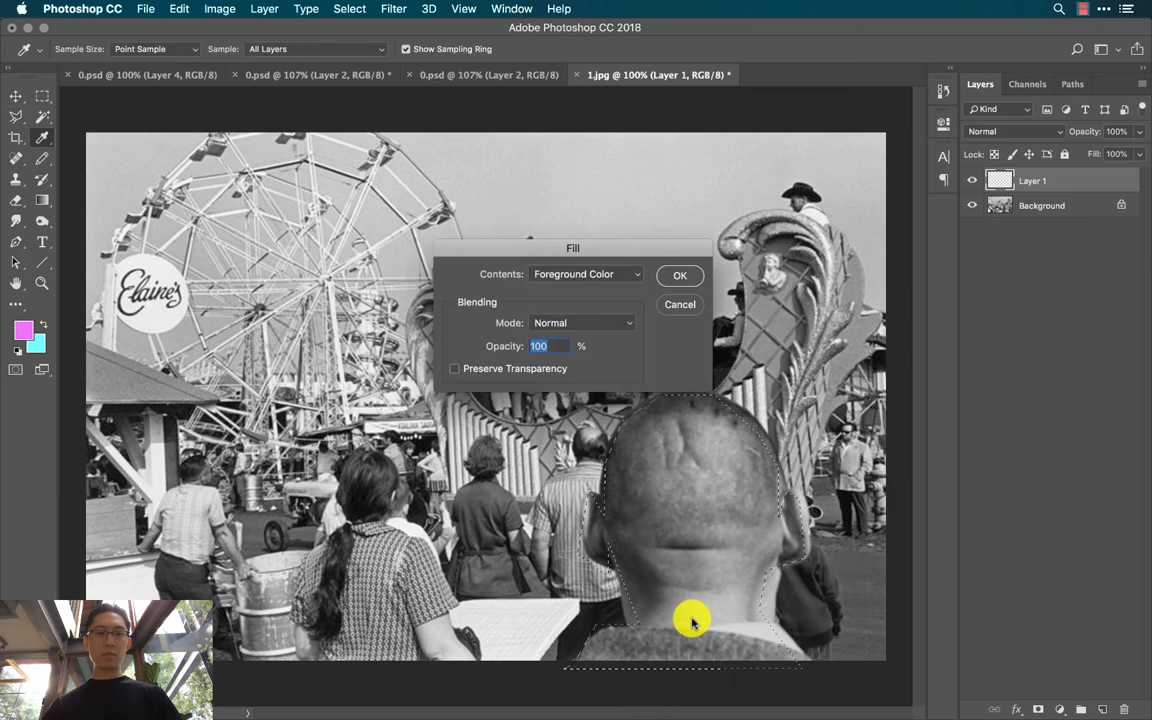 Photoshop CC File Edit Image Layer Type Select Filter 3D View Window Help
Adobe Photoshop CC 2018
Sample Size: Point Sample Sample: All Layers Show Sampling Ring
0.psd @ 100% (Layer 4, RGB/8) 0.psd @ 107% (Layer 2, RGB/8) * 0.psd @ 107% (Layer 2, RGB/8) 1.jpg @ 100% (Layer 1, RGB/8) *
Layers Channels Paths
Kind
Normal Opacity: 100%
Lock: Fill: 100%
Layer 1
Background
Fill
Contents: Foreground Color OK
Blending Cancel
Mode: Normal
Opacity: 100 %
Preserve Transparency
Elaine's